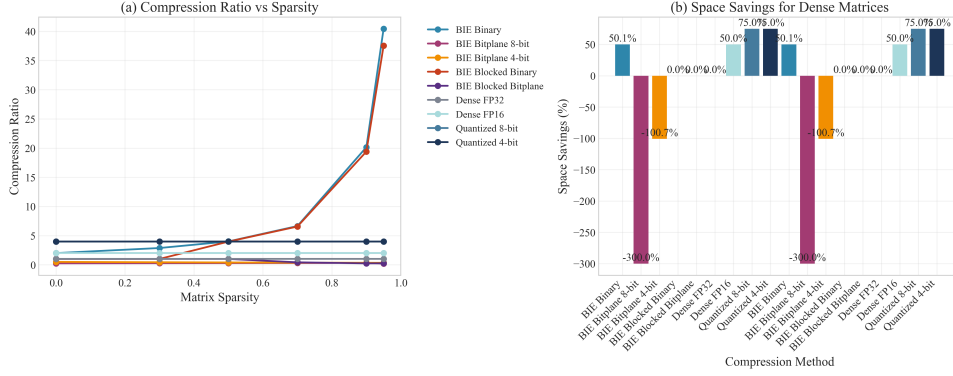 (a) Compression Ratio vs Sparsity
Compression Ratio
40
35
30
25
20
15
10
5
0
0.0
0.2
0.4
0.6
0.8
1.0
Matrix Sparsity
BIE Binary
BIE Bitplane 8-bit
BIE Bitplane 4-bit
BIE Blocked Binary
BIE Blocked Bitplane
Dense FP32
Dense FP16
Quantized 8-bit
Quantized 4-bit
(b) Space Savings for Dense Matrices
Space Savings (%)
50
0
−50
−100
−150
−200
−250
−300
50.1%
-300.0%
-100.7%
0.0%
0.0%
0.0%
50.0%
75.0%
75.0%
50.1%
-300.0%
-100.7%
0.0%
0.0%
0.0%
50.0%
75.0%
75.0%
BIE Binary
BIE Bitplane 8-bit
BIE Bitplane 4-bit
BIE Blocked Binary
BIE Blocked Bitplane
Dense FP32
Dense FP16
Quantized 8-bit
Quantized 4-bit
BIE Binary
BIE Bitplane 8-bit
BIE Bitplane 4-bit
BIE Blocked Binary
BIE Blocked Bitplane
Dense FP32
Dense FP16
Quantized 8-bit
Quantized 4-bit
Compression Method